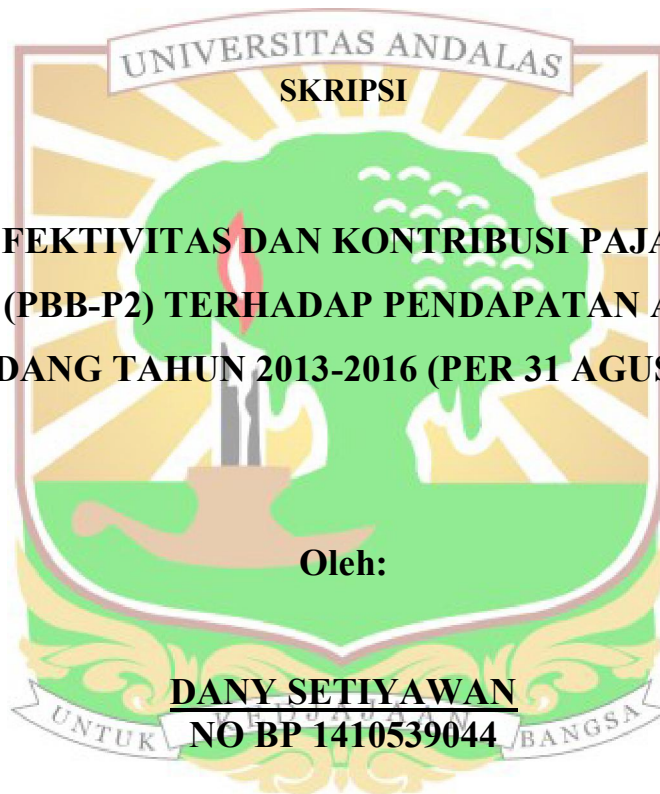 UNIVERSITAS ANDALAS
SKRIPSI
FEKTIVITAS DAN KONTRIBUSI PAJA
(PBB-P2) TERHADAP PENDAPATAN A
DANG TAHUN 2013-2016 (PER 31 AGUS
Oleh:
DANY SETIYAWAN
NO BP 1410539044
UNTUK KEDJAJAAN BANGSA